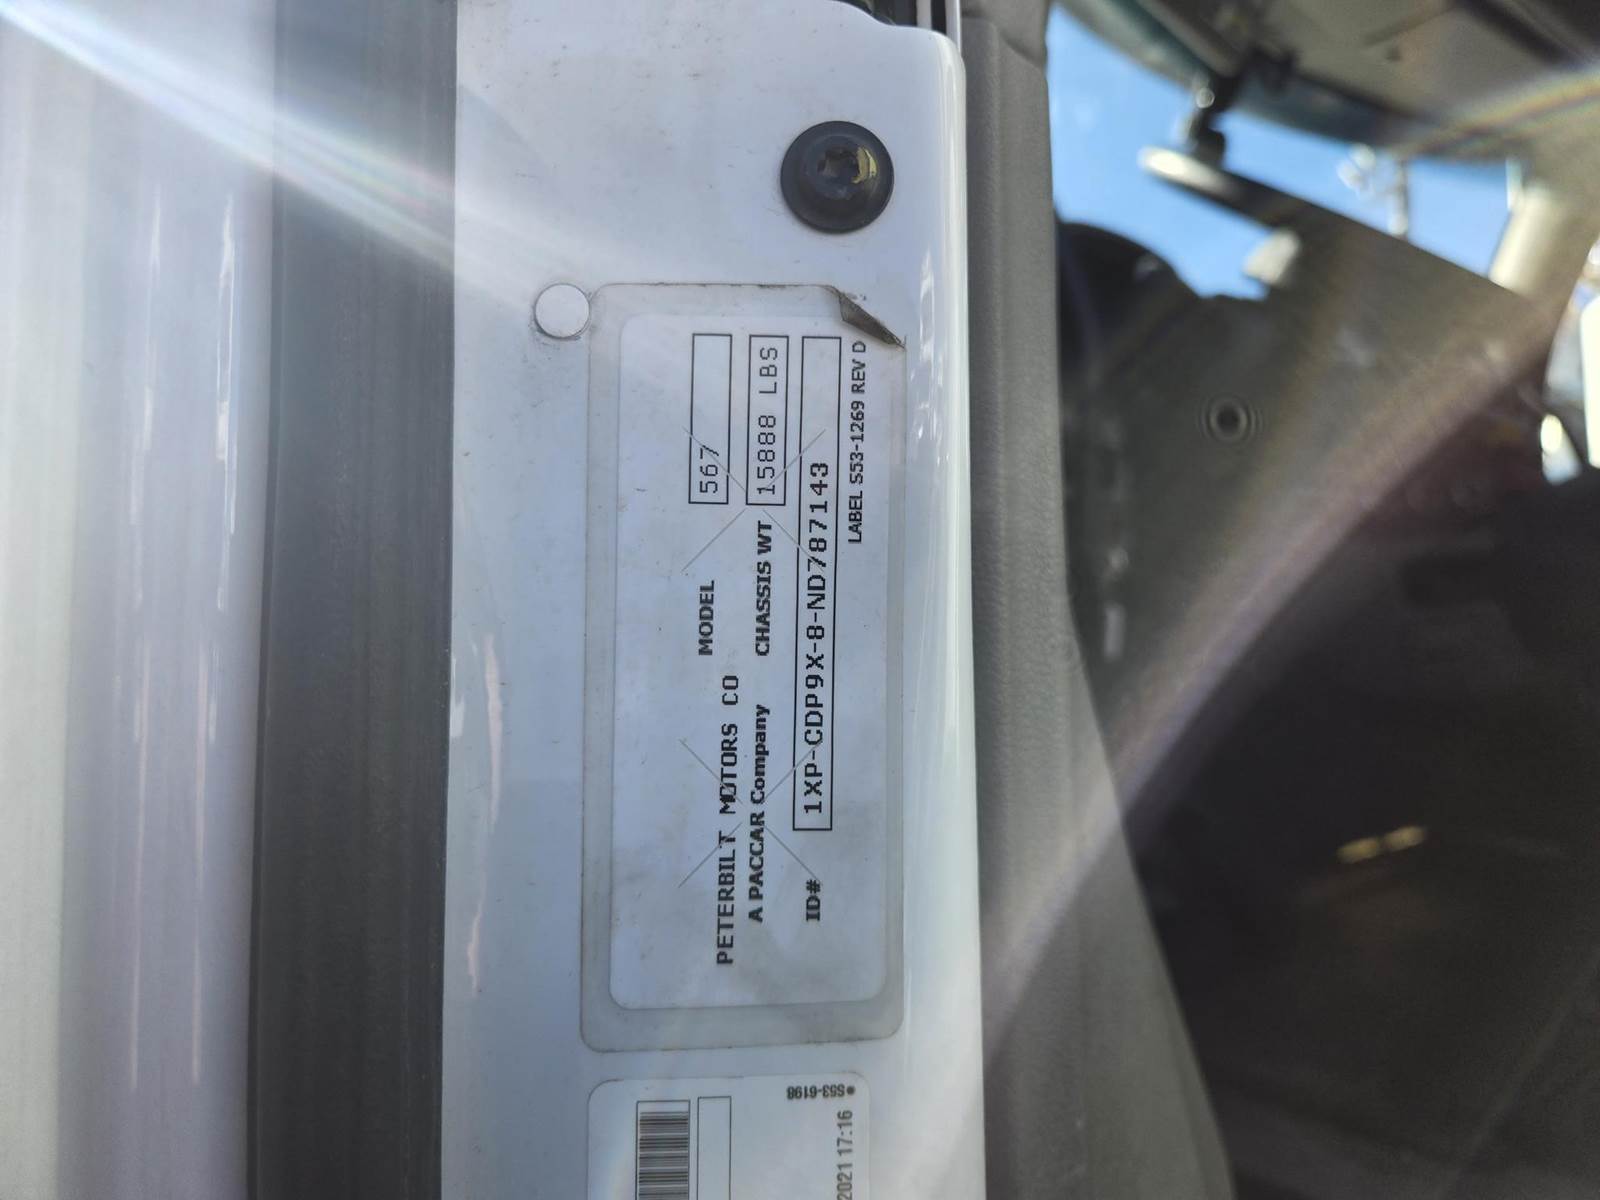 PETERBILT MOTORS CO
A PACCAR Company
MODEL 567
CHASSIS WT 15888 LBS
ID# 1XP-CDP9X-8-ND787143
LABEL S53-1269 REV D
S53-6198
2021 17:16